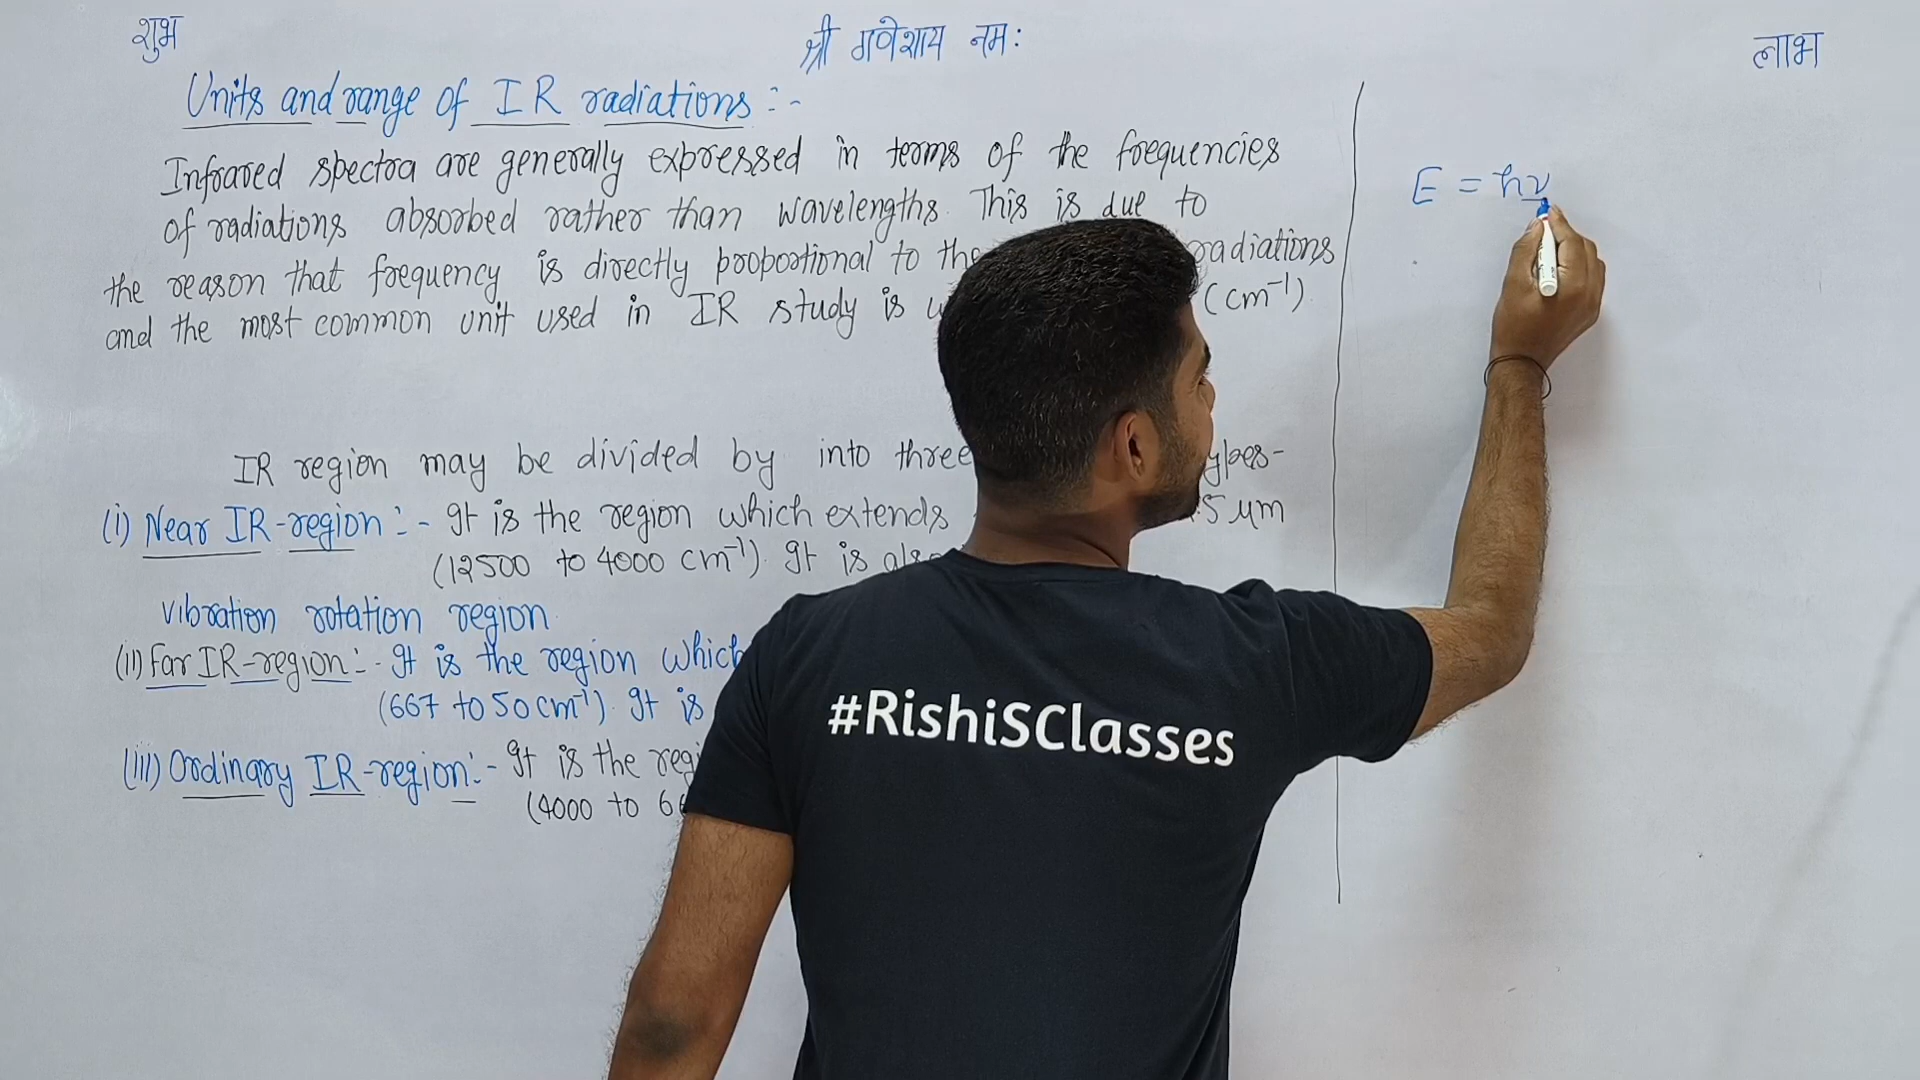 शुभ
श्री गणेशाय नमः
लाभ
Units and range of IR radiations :-
Infrared spectra are generally expressed in terms of the frequencies
of radiations absorbed rather than wavelengths. This is due to
the reason that frequency is directly proportional to the radiations
and the most common unit used in IR study is (cm⁻¹).
IR region may be divided by into three
(i) Near IR-region :- It is the region which extends 5 μm
(12500 to 4000 cm⁻¹). It is
vibration rotation region.
(ii) Far IR-region :- It is the region which
(667 to 50 cm⁻¹). It is
(iii) Ordinary IR-region :- It is the
(4000 to
E = hν
#RishiSClasses